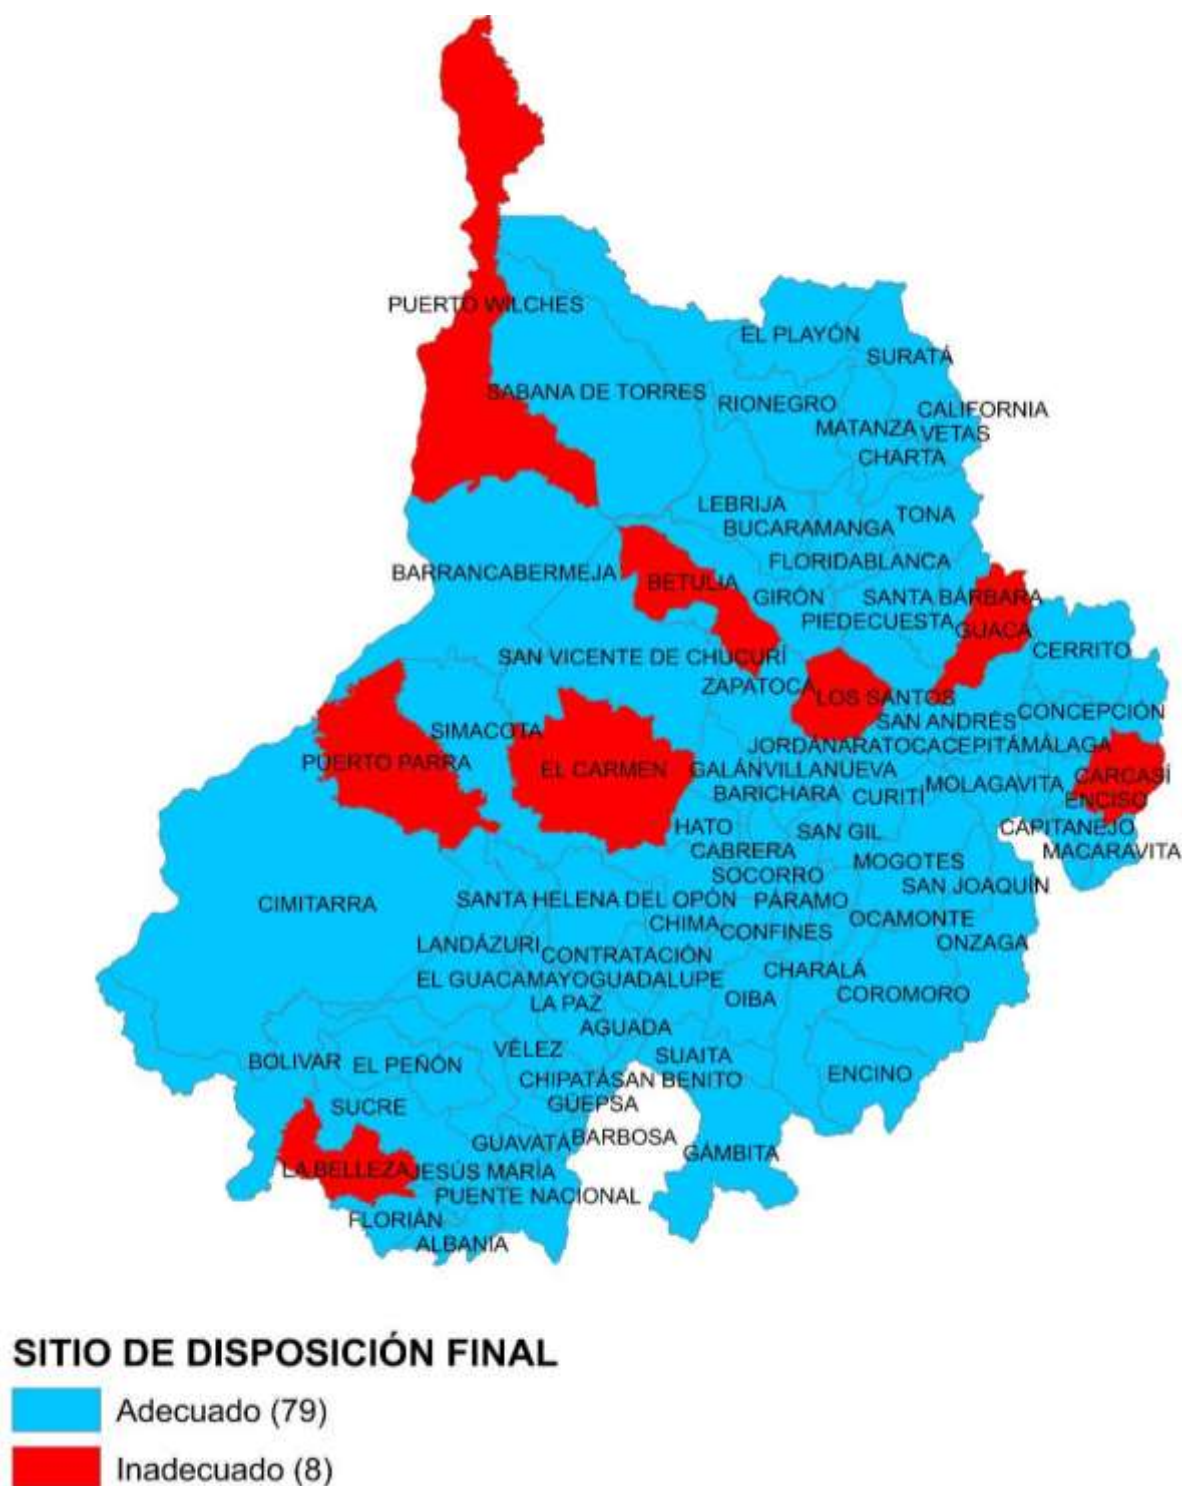 PUERTO WILCHES
EL PLAYÓN
SURATÁ
SABANA DE TORRES
RIONEGRO
CALIFORNIA
MATANZA
VETAS
CHARTA
LEBRIJA
TONA
BUCARAMANGA
FLORIDABLANCA
BARRANCABERMEJA
BETULIA
GIRÓN
SANTA BÁRBARA
PIEDECUESTA
GUACA
CERRITO
SAN VICENTE DE CHUCURÍ
ZAPATOCA
LOS SANTOS
CONCEPCIÓN
SAN ANDRÉS
SIMACOTA
JORDÁN
ARATOCA
CEPITÁ
MÁLAGA
PUERTO PARRA
EL CARMEN
GALÁN
VILLANUEVA
CARCASÍ
MOLAGAVITA
BARICHARÁ
CURITÍ
ENCISO
HATO
SAN GIL
CAPITANEJO
CABRERA
MACARAVITA
MOGOTES
SOCORRO
SAN JOAQUÍN
CIMITARRA
SANTA HELENA DEL OPÓN
PÁRAMO
CHIMA
CONFINES
OCAMONTE
LANDÁZURI
CONTRATACIÓN
ONZAGA
EL GUACAMAYO
GUADALUPE
CHARALÁ
LA PAZ
OIBA
COROMORO
AGUADA
BOLIVAR
EL PEÑÓN
VÉLEZ
SUAITA
CHIPATÁ
SAN BENITO
ENCINO
SUCRE
GÜEPSA
GUAVATÁ
BARBOSA
GÁMBITA
LA BELLEZA
JESÚS MARÍA
PUENTE NACIONAL
FLORIÁN
ALBANIA
SITIO DE DISPOSICIÓN FINAL
Adecuado (79)
Inadecuado (8)